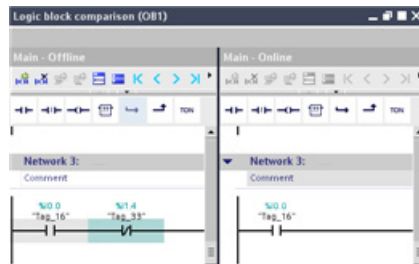 Logic block comparison (OB1)
Main - Offline
Main - Online
TON
TON
Network 3:
Comment
Network 3:
Comment
%I0.0
%I1.4
"Tag_16"
"Tag_33"
%I0.0
"Tag_16"